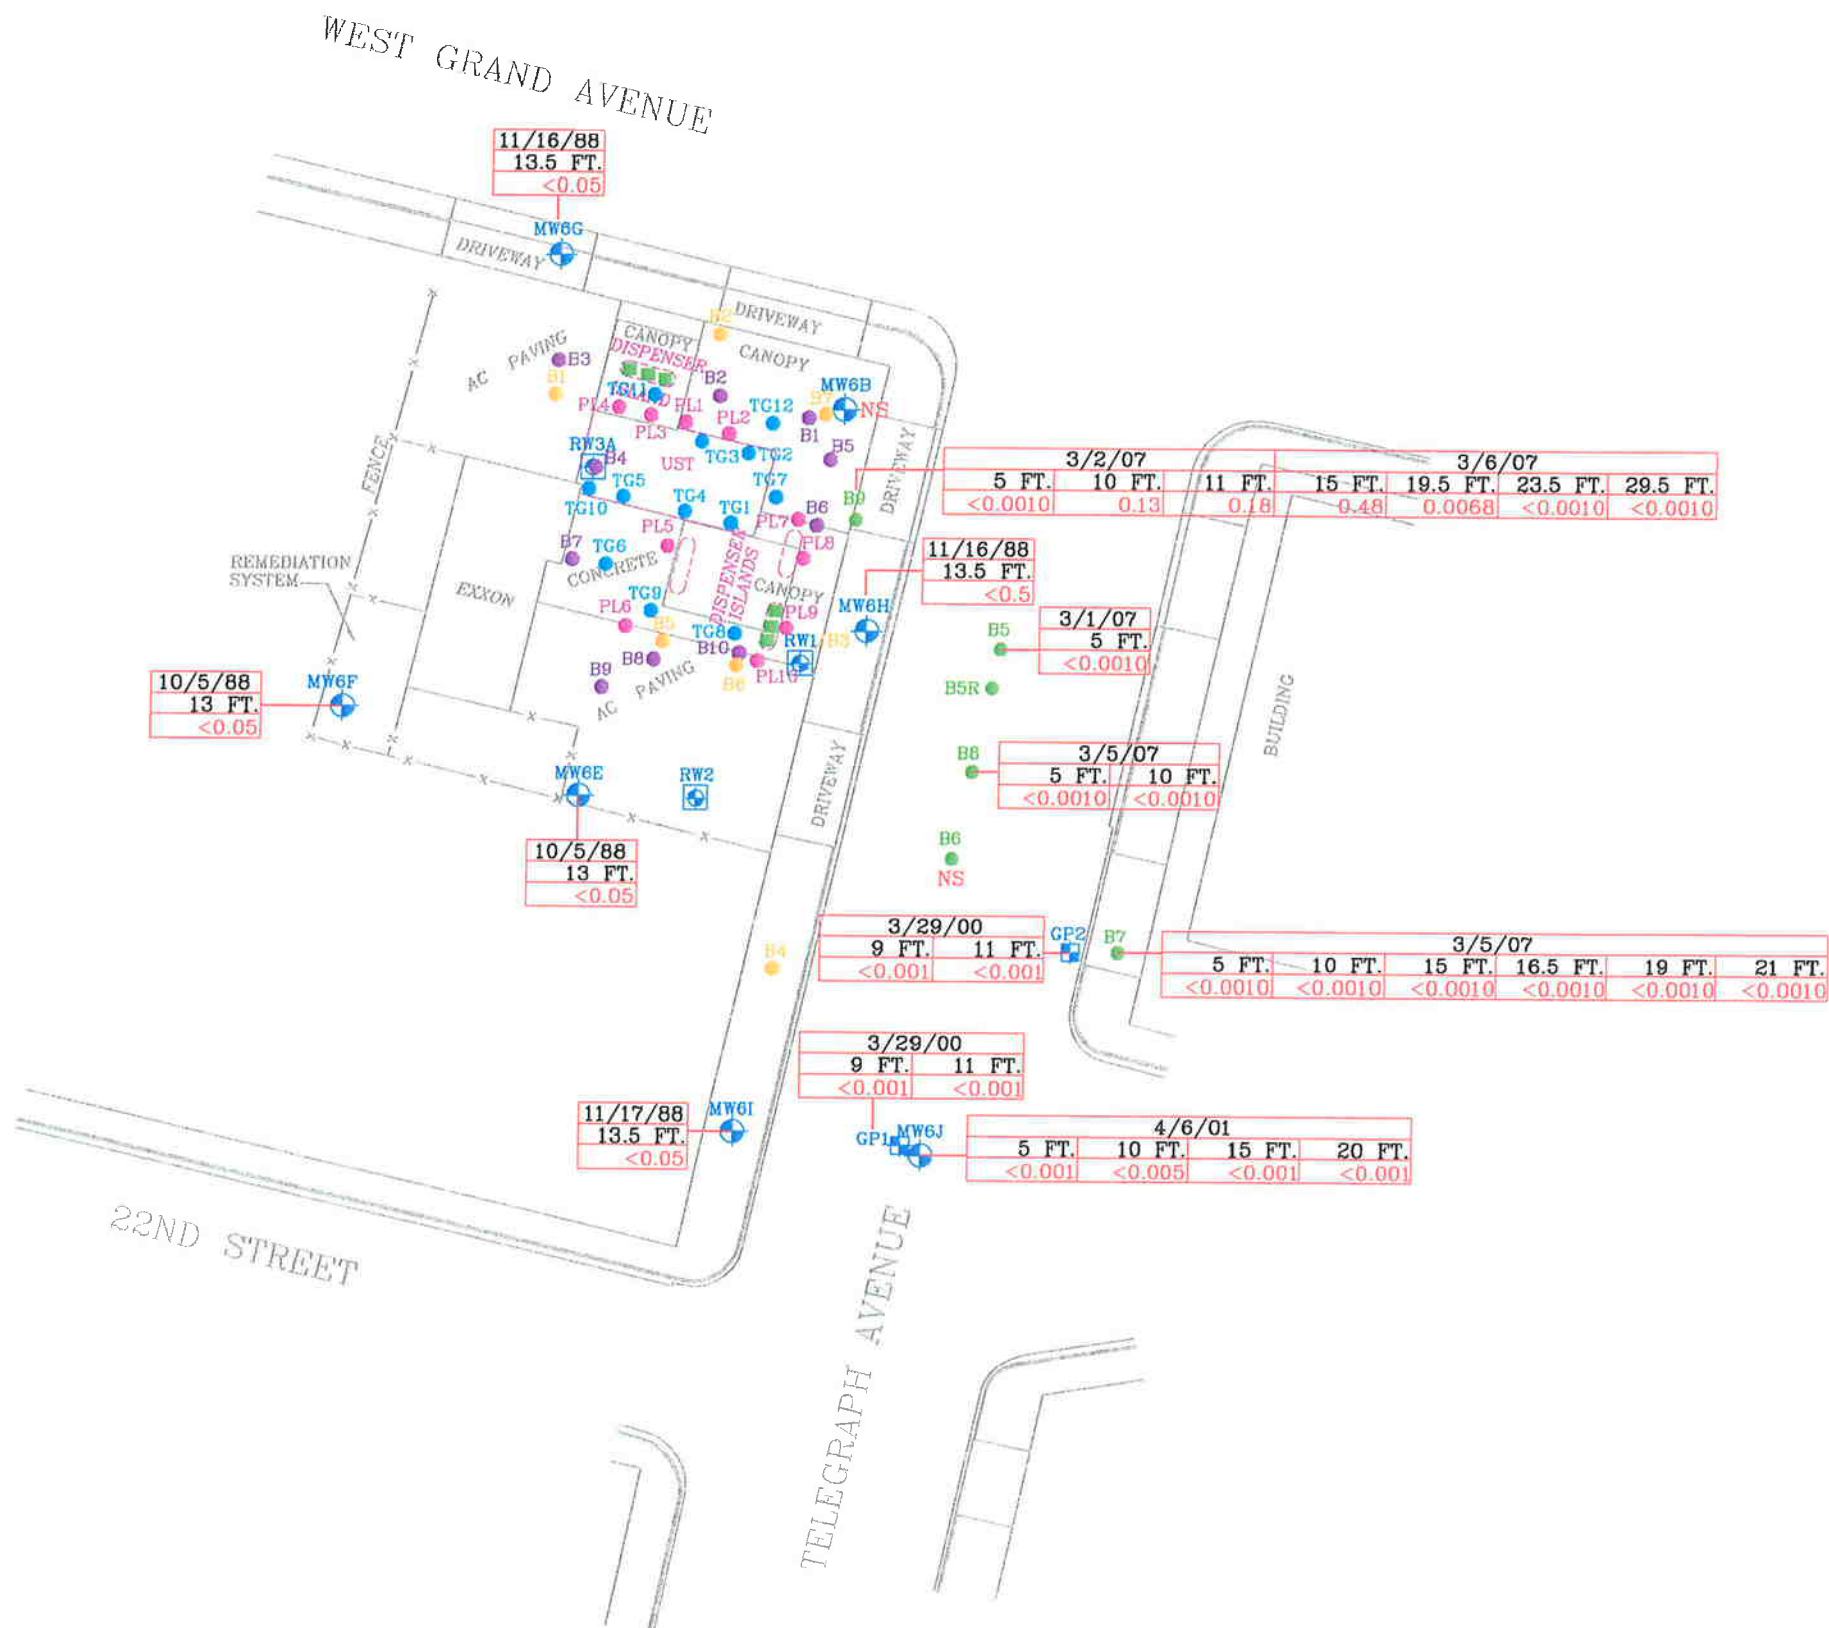 WEST GRAND AVENUE
11/16/88
13.5 FT.
<0.05
MW6G
DRIVEWAY
DRIVEWAY
B2
CANOPY
CANOPY
DISPENSER
ISLAND
AC PAVING
B3
B1
TG11
B2
MW6B
NS
B7
PL4
PL3
PL1
PL2
TG12
B1
TG3
TG2
B5
RW3A
B4
UST
FENCE
DRIVEWAY
TG10
TG5
TG4
TG1
TG7
PL7
B6
B9
3/2/07 3/6/07
5 FT. 10 FT. 11 FT. 15 FT. 19.5 FT. 23.5 FT. 29.5 FT.
<0.0010 0.13 0.18 0.48 0.0068 <0.0010 <0.0010
PL5
PL8
B7
TG6
CONCRETE
DISPENSER
ISLANDS
CANOPY
REMEDIATION
SYSTEM
EXXON
11/16/88
13.5 FT.
<0.5
MW6H
TG9
PL6
B5
TG8
PL9
RW1
B3
B10
B8
B6
PL10
B9
AC PAVING
B5
3/1/07
5 FT.
<0.0010
B5R
BUILDING
10/5/88
13 FT.
<0.05
MW6F
MW6E
RW2
DRIVEWAY
B8
3/5/07
5 FT. 10 FT.
<0.0010 <0.0010
10/5/88
13 FT.
<0.05
B6
NS
B4
3/29/00
9 FT. 11 FT.
<0.001 <0.001
GP2
B7
3/5/07
5 FT. 10 FT. 15 FT. 16.5 FT. 19 FT. 21 FT.
<0.0010 <0.0010 <0.0010 <0.0010 <0.0010 <0.0010
3/29/00
9 FT. 11 FT.
<0.001 <0.001
11/17/88
13.5 FT.
<0.05
MW6I
GP1
MW6J
4/6/01
5 FT. 10 FT. 15 FT. 20 FT.
<0.001 <0.005 <0.001 <0.001
22ND STREET
TELEGRAPH AVENUE